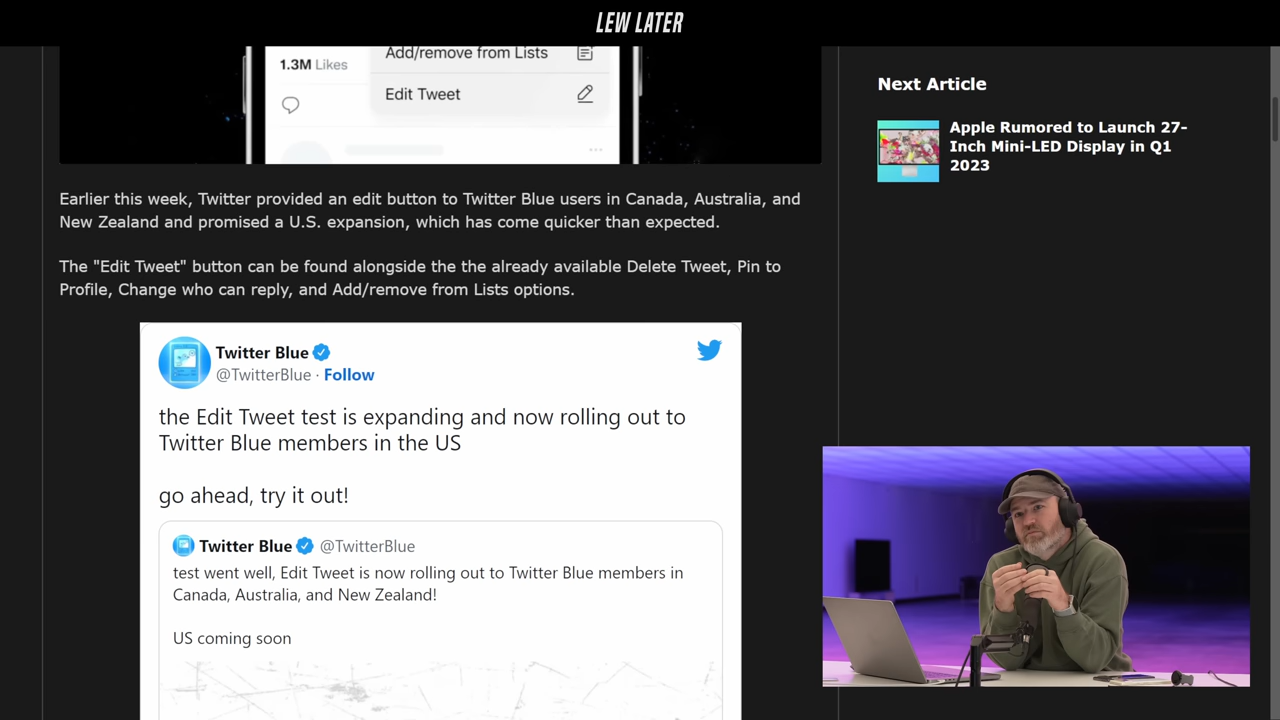 LEW LATER
Add/remove from Lists
1.3M Likes
Edit Tweet
Next Article
Apple Rumored to Launch 27-
Inch Mini-LED Display in Q1
2023
Earlier this week, Twitter provided an edit button to Twitter Blue users in Canada, Australia, and
New Zealand and promised a U.S. expansion, which has come quicker than expected.
The "Edit Tweet" button can be found alongside the the already available Delete Tweet, Pin to
Profile, Change who can reply, and Add/remove from Lists options.
Twitter Blue
@TwitterBlue · Follow
the Edit Tweet test is expanding and now rolling out to
Twitter Blue members in the US
go ahead, try it out!
Twitter Blue @TwitterBlue
test went well, Edit Tweet is now rolling out to Twitter Blue members in
Canada, Australia, and New Zealand!
US coming soon